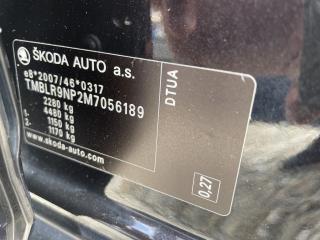 ŠKODA AUTO a.s.
e8*2007/46*0317
TMBLR9NP2M7056189
2280 kg
4480 kg
1- 1150 kg
2- 1170 kg
www.skoda-auto.com
DTUA
0.27